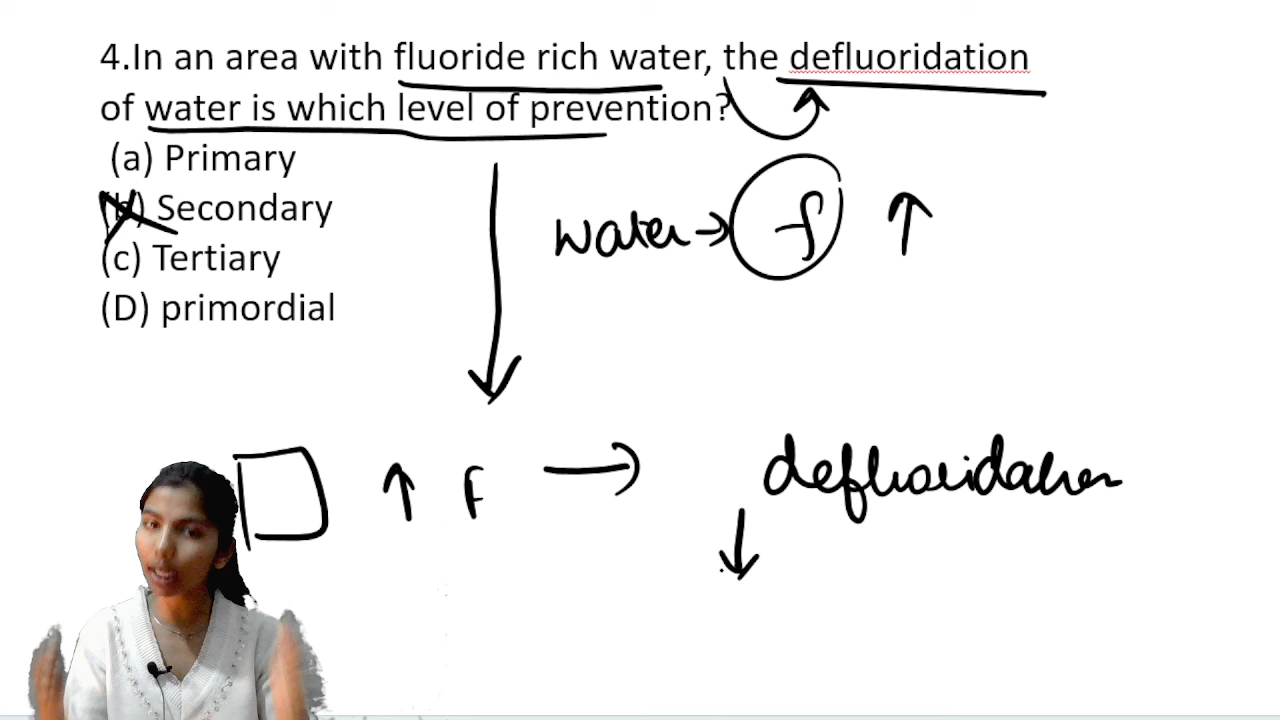 4.In an area with fluoride rich water, the defluoridation
of water is which level of prevention?
(a) Primary
(b) Secondary
(c) Tertiary
(D) primordial
water → f ↑
↑ F → defluoridation
↓